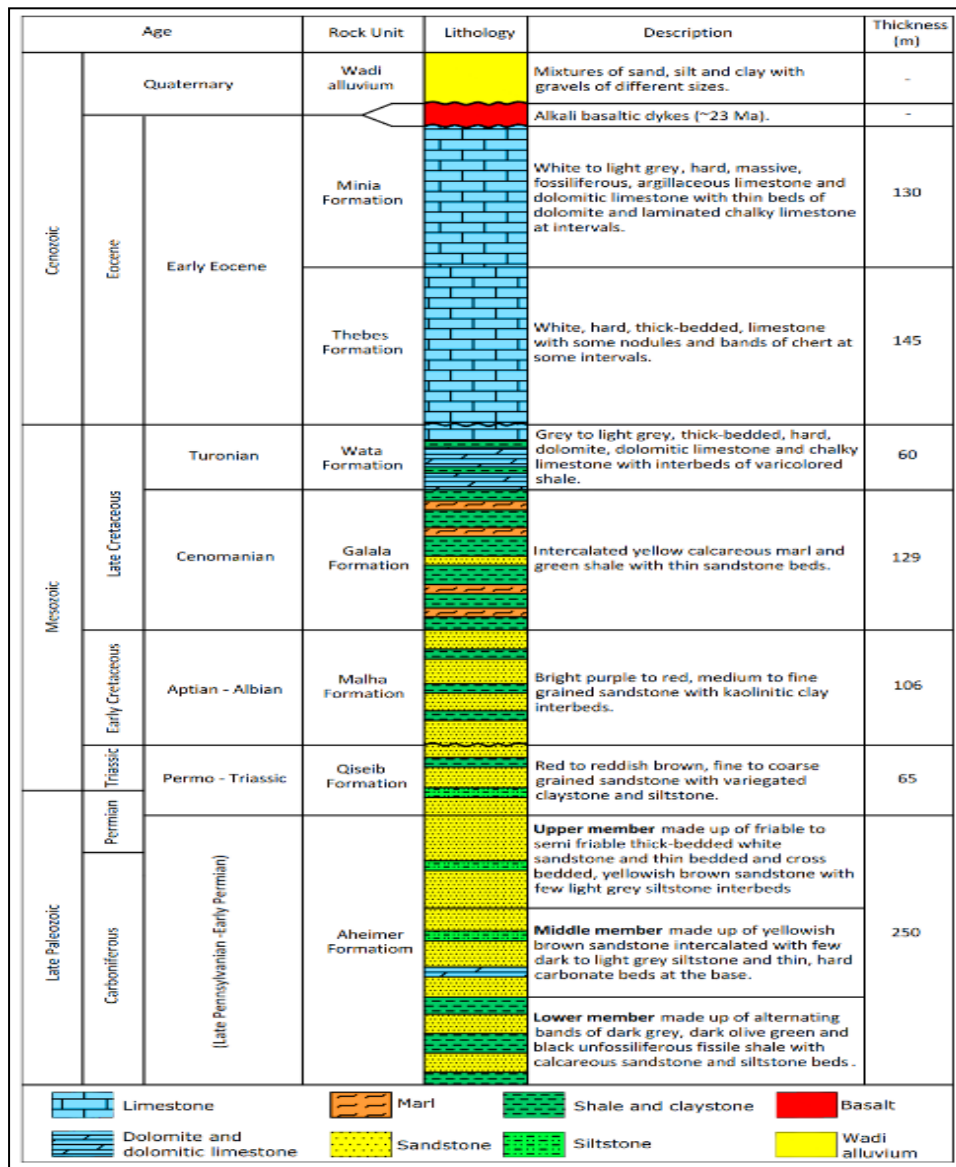 Age
Rock Unit
Lithology
Description
Thickness
(m)
Cenozoic
Quaternary
Wadi
alluvium
Mixtures of sand, silt and clay with
gravels of different sizes.
-
Alkali basaltic dykes (~23 Ma).
-
Eocene
Early Eocene
Minia
Formation
White to light grey, hard, massive,
fossiliferous, argillaceous limestone and
dolomitic limestone with thin beds of
dolomite and laminated chalky limestone
at intervals.
130
Thebes
Formation
White, hard, thick-bedded, limestone
with some nodules and bands of chert at
some intervals.
145
Mesozoic
Late Cretaceous
Turonian
Wata
Formation
Grey to light grey, thick-bedded, hard,
dolomite, dolomitic limestone and chalky
limestone with interbeds of varicolored
shale.
60
Cenomanian
Galala
Formation
Intercalated yellow calcareous marl and
green shale with thin sandstone beds.
129
Early Cretaceous
Aptian - Albian
Malha
Formation
Bright purple to red, medium to fine
grained sandstone with kaolinitic clay
interbeds.
106
Triassic
Permo - Triassic
Qiseib
Formation
Red to reddish brown, fine to coarse
grained sandstone with variegated
claystone and siltstone.
65
Late Paleozoic
Permian
Carboniferous
(Late Pennsylvanian -Early Permian)
Aheimer
Formatiom
Upper member made up of friable to
semi friable thick-bedded white
sandstone and thin bedded and cross
bedded, yellowish brown sandstone with
few light grey siltstone interbeds
Middle member made up of yellowish
brown sandstone intercalated with few
dark to light grey siltstone and thin, hard
carbonate beds at the base.
250
Lower member made up of alternating
bands of dark grey, dark olive green and
black unfossiliferous fissile shale with
calcareous sandstone and siltstone beds.
Limestone
Marl
Shale and claystone
Basalt
Dolomite and
dolomitic limestone
Sandstone
Siltstone
Wadi
alluvium